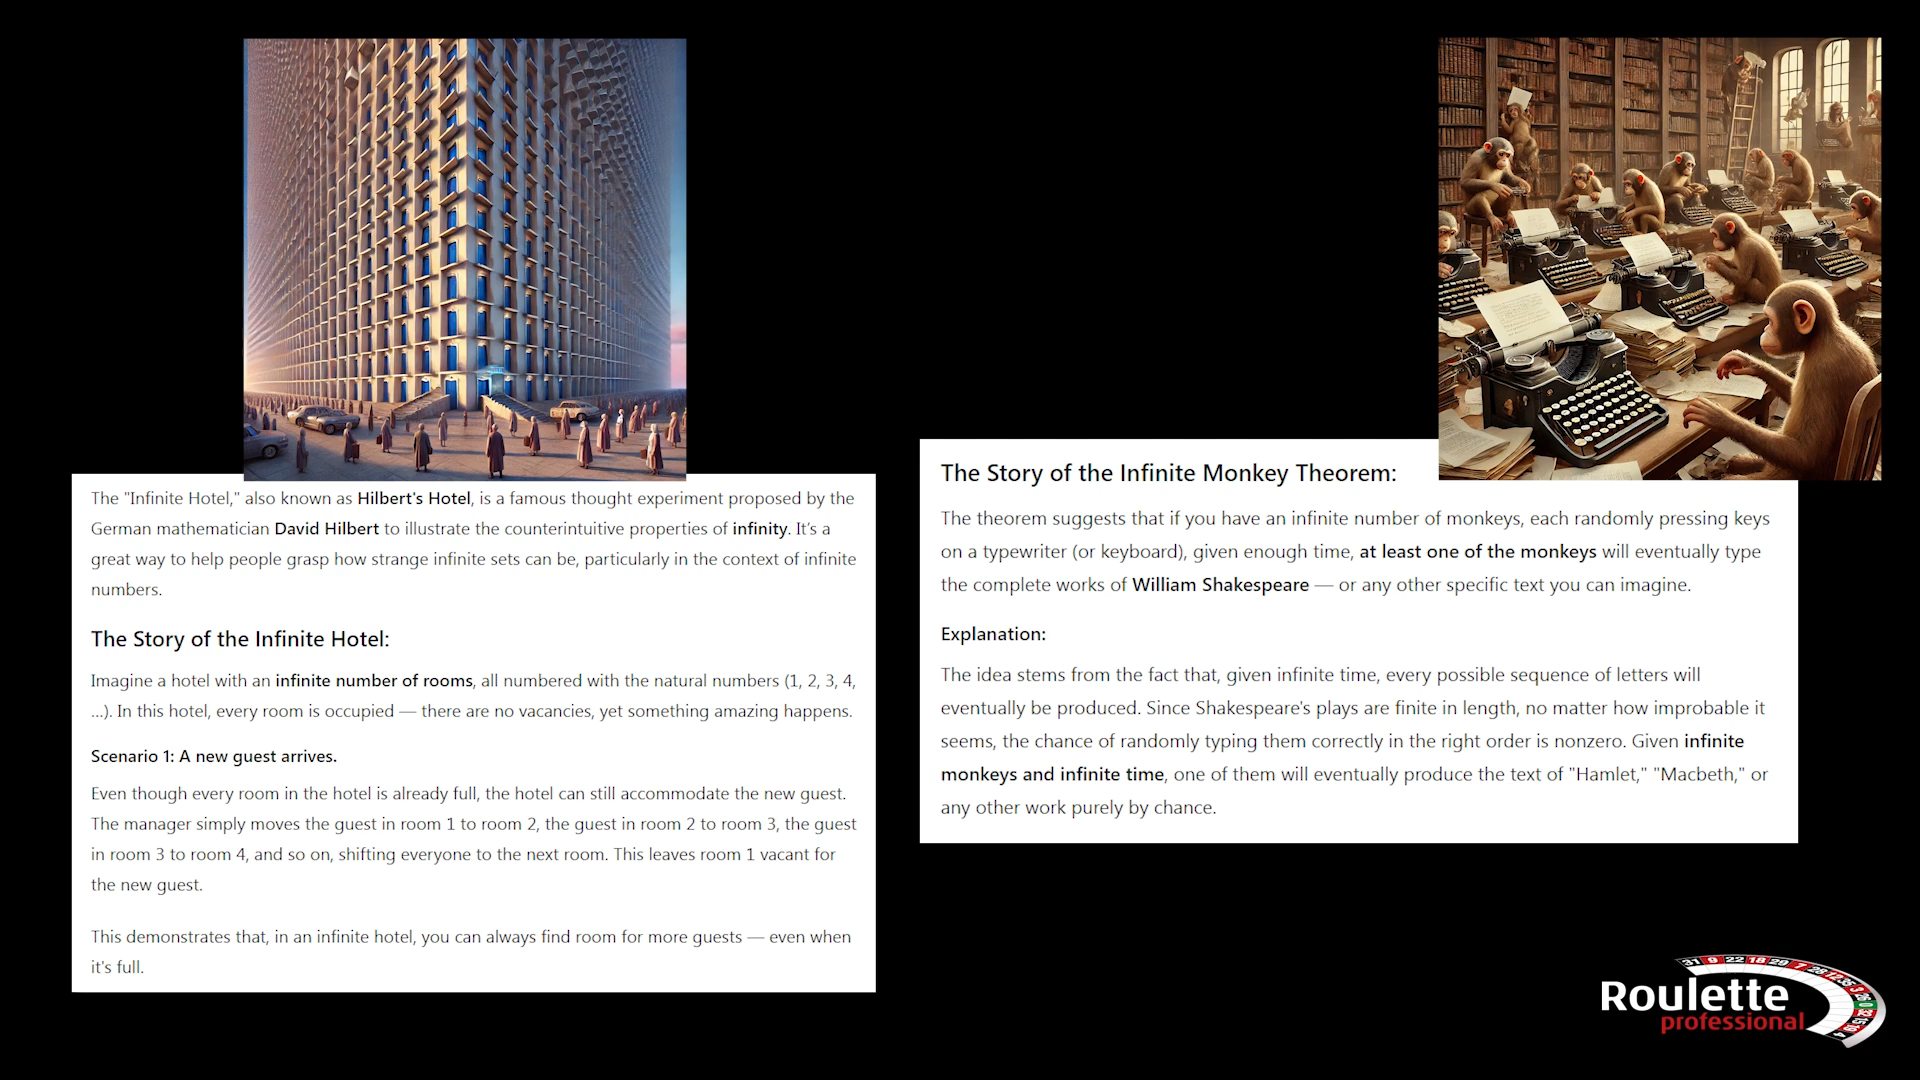 The "Infinite Hotel," also known as Hilbert's Hotel, is a famous thought experiment proposed by the
German mathematician David Hilbert to illustrate the counterintuitive properties of infinity. It's a
great way to help people grasp how strange infinite sets can be, particularly in the context of infinite
numbers.
The Story of the Infinite Hotel:
Imagine a hotel with an infinite number of rooms, all numbered with the natural numbers (1, 2, 3, 4,
...). In this hotel, every room is occupied — there are no vacancies, yet something amazing happens.
Scenario 1: A new guest arrives.
Even though every room in the hotel is already full, the hotel can still accommodate the new guest.
The manager simply moves the guest in room 1 to room 2, the guest in room 2 to room 3, the guest
in room 3 to room 4, and so on, shifting everyone to the next room. This leaves room 1 vacant for
the new guest.
This demonstrates that, in an infinite hotel, you can always find room for more guests — even when
it's full.
The Story of the Infinite Monkey Theorem:
The theorem suggests that if you have an infinite number of monkeys, each randomly pressing keys
on a typewriter (or keyboard), given enough time, at least one of the monkeys will eventually type
the complete works of William Shakespeare — or any other specific text you can imagine.
Explanation:
The idea stems from the fact that, given infinite time, every possible sequence of letters will
eventually be produced. Since Shakespeare's plays are finite in length, no matter how improbable it
seems, the chance of randomly typing them correctly in the right order is nonzero. Given infinite
monkeys and infinite time, one of them will eventually produce the text of "Hamlet," "Macbeth," or
any other work purely by chance.
Roulette
professional
31 9 22 18 29 7 28 12